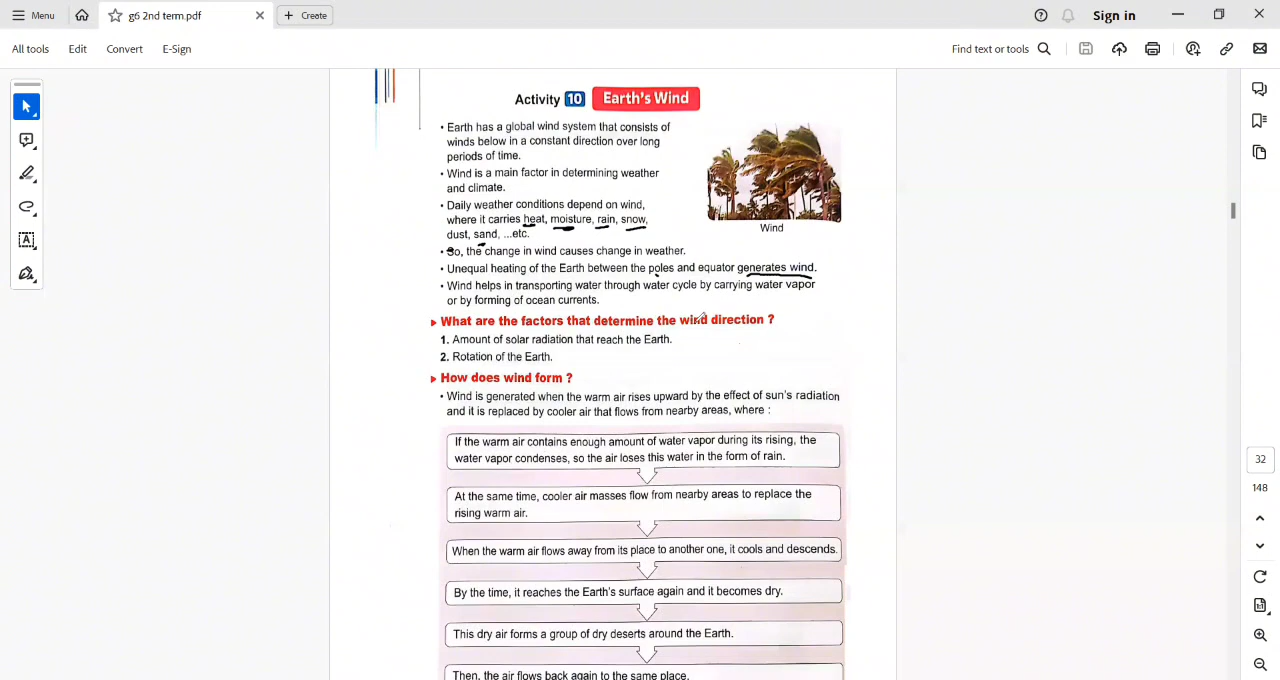 Menu
g6 2nd term.pdf
Create
Sign in
All tools
Edit
Convert
E-Sign
Find text or tools
Activity 10 Earth's Wind
• Earth has a global wind system that consists of
winds below in a constant direction over long
periods of time.
• Wind is a main factor in determining weather
and climate.
• Daily weather conditions depend on wind,
where it carries heat, moisture, rain, snow,
dust, sand, ...etc.
Wind
• So, the change in wind causes change in weather.
• Unequal heating of the Earth between the poles and equator generates wind.
• Wind helps in transporting water through water cycle by carrying water vapor
or by forming of ocean currents.
What are the factors that determine the wind direction ?
1. Amount of solar radiation that reach the Earth.
2. Rotation of the Earth.
How does wind form ?
• Wind is generated when the warm air rises upward by the effect of sun's radiation
and it is replaced by cooler air that flows from nearby areas, where :
If the warm air contains enough amount of water vapor during its rising, the
water vapor condenses, so the air loses this water in the form of rain.
At the same time, cooler air masses flow from nearby areas to replace the
rising warm air.
When the warm air flows away from its place to another one, it cools and descends.
By the time, it reaches the Earth's surface again and it becomes dry.
This dry air forms a group of dry deserts around the Earth.
Then, the air flows back again to the same place.
32
148